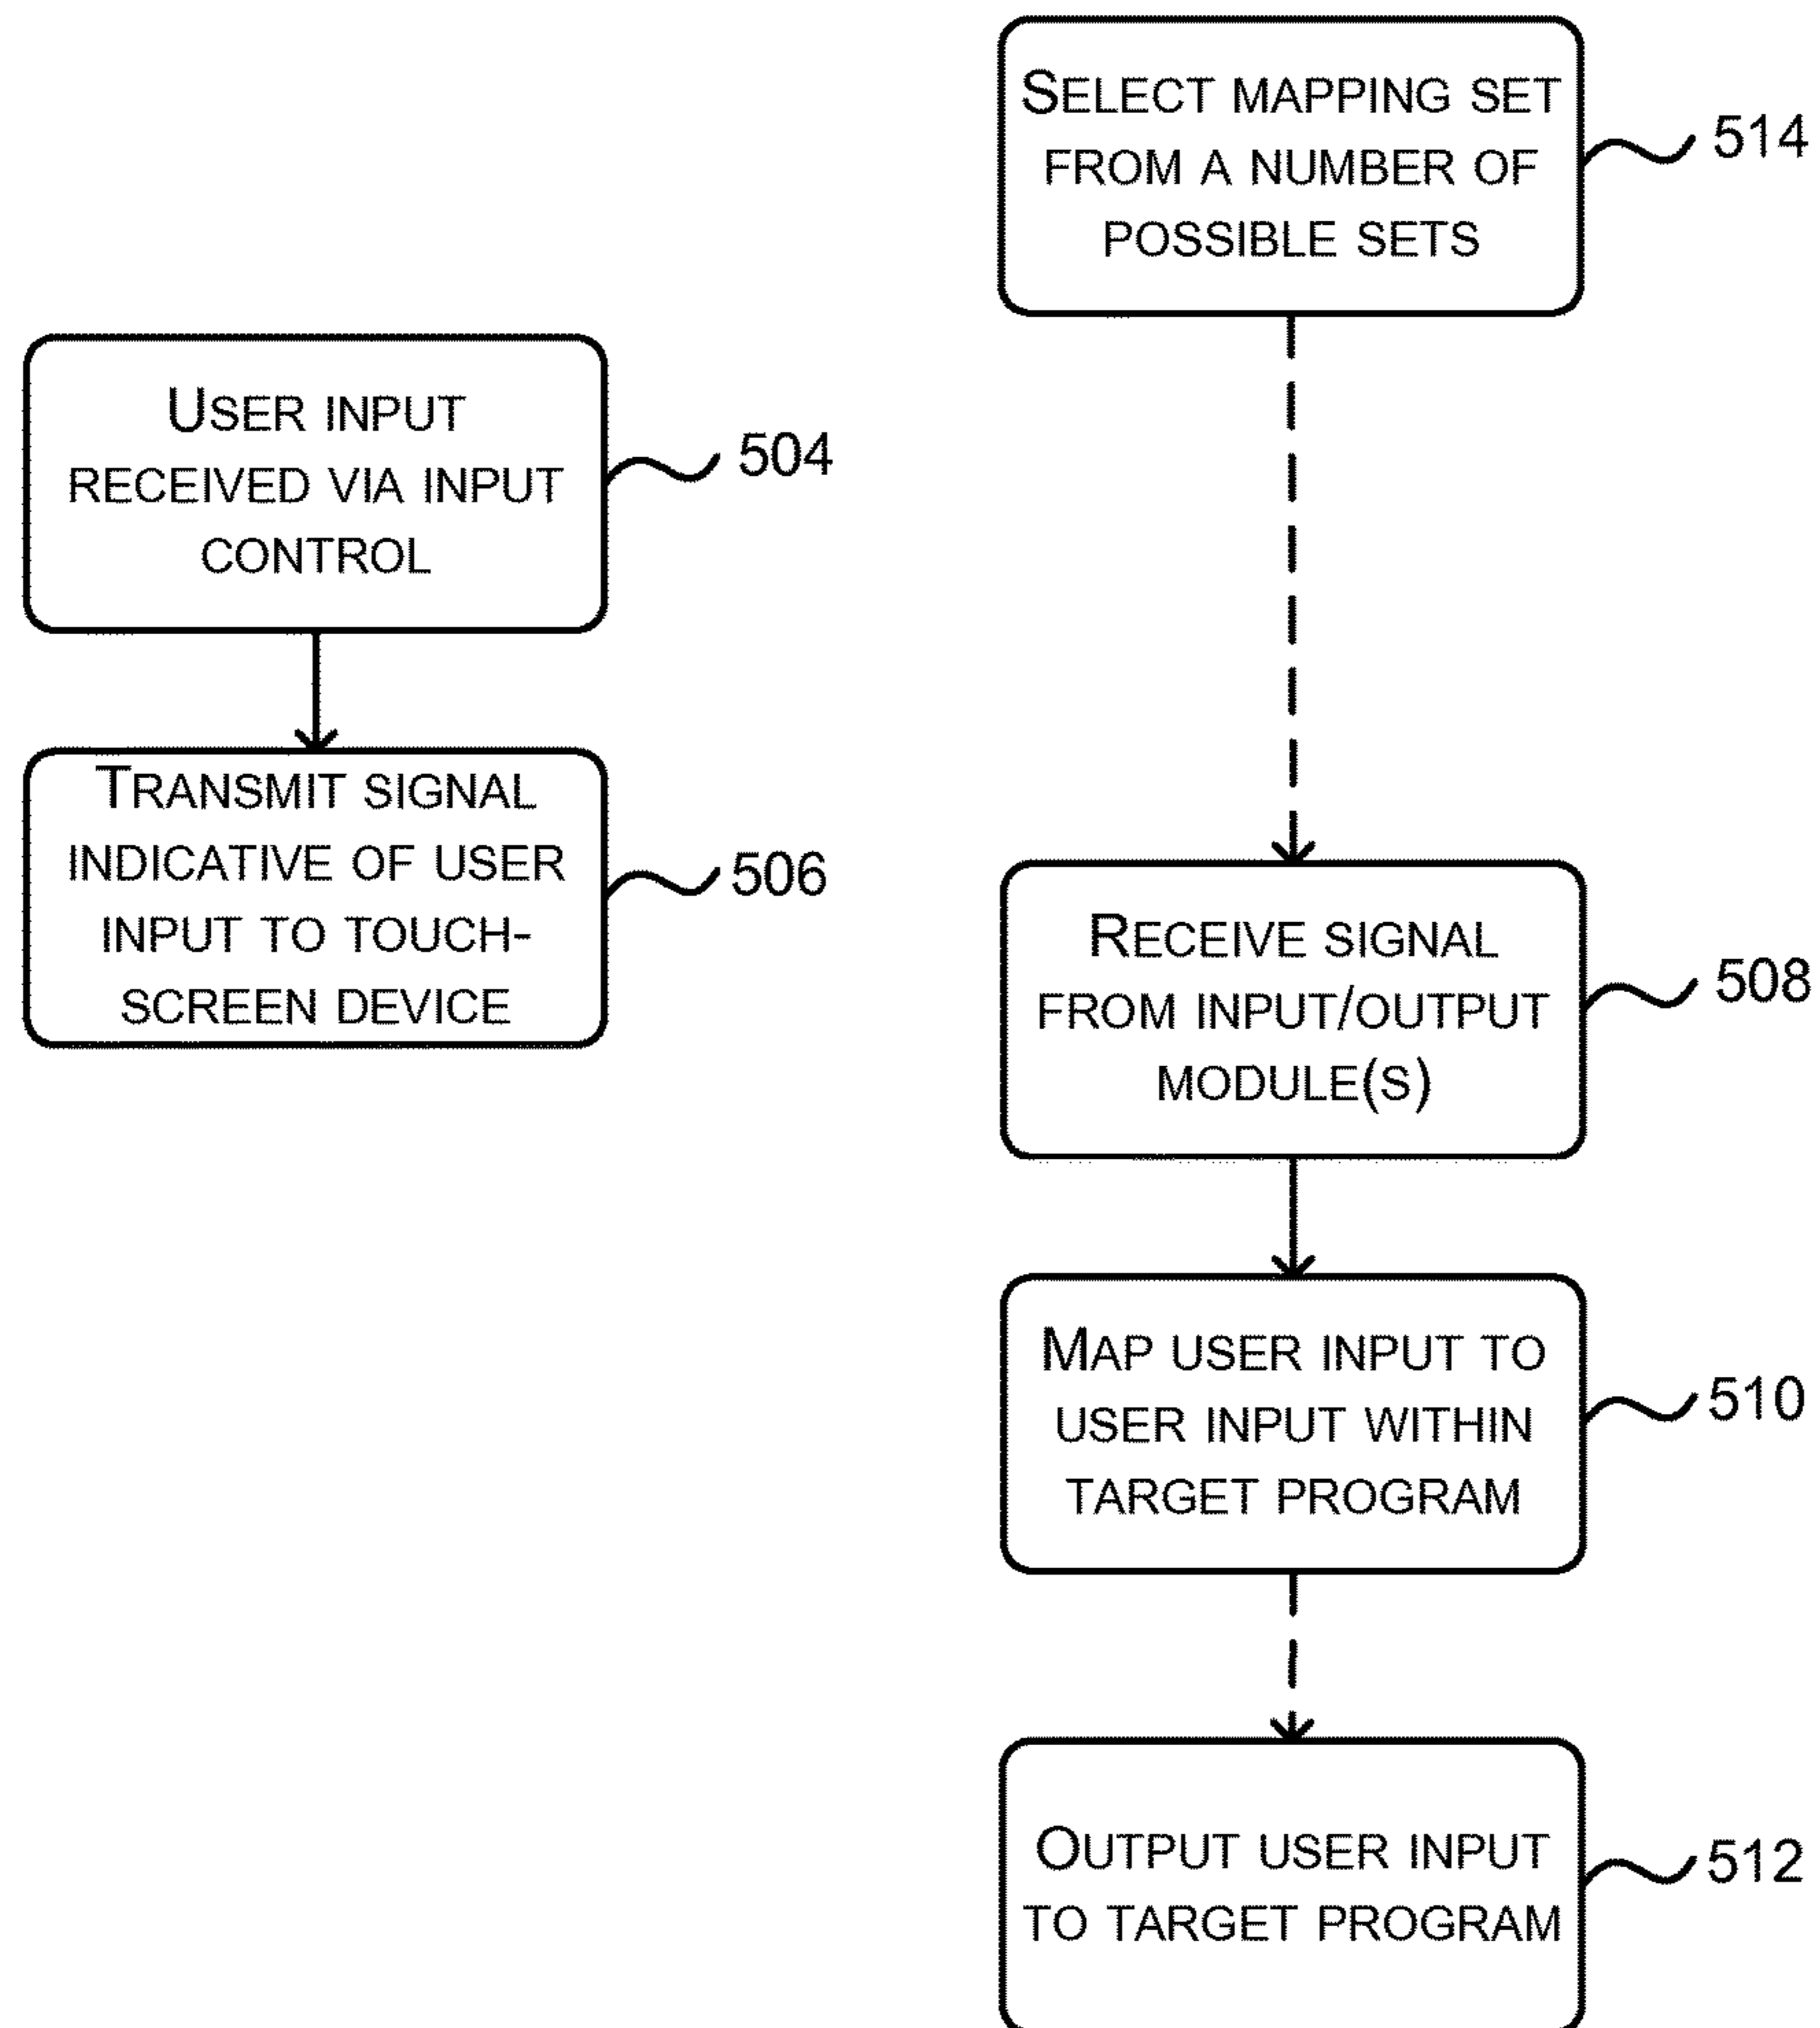 SELECT MAPPING SET
FROM A NUMBER OF
POSSIBLE SETS
514
USER INPUT
RECEIVED VIA INPUT
CONTROL
504
TRANSMIT SIGNAL
INDICATIVE OF USER
INPUT TO TOUCH-
SCREEN DEVICE
506
RECEIVE SIGNAL
FROM INPUT/OUTPUT
MODULE(S)
508
MAP USER INPUT TO
USER INPUT WITHIN
TARGET PROGRAM
510
OUTPUT USER INPUT
TO TARGET PROGRAM
512